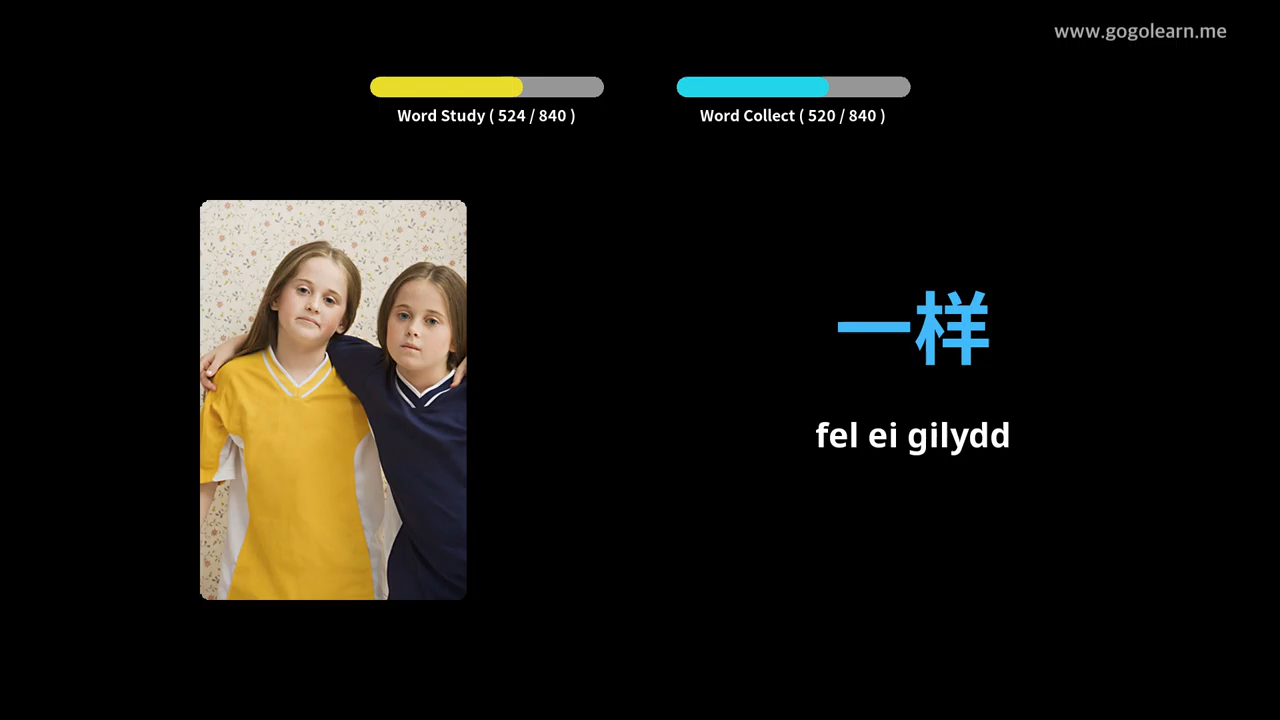 www.gogolearn.me
Word Study ( 524 / 840 )
Word Collect ( 520 / 840 )
一样
fel ei gilydd